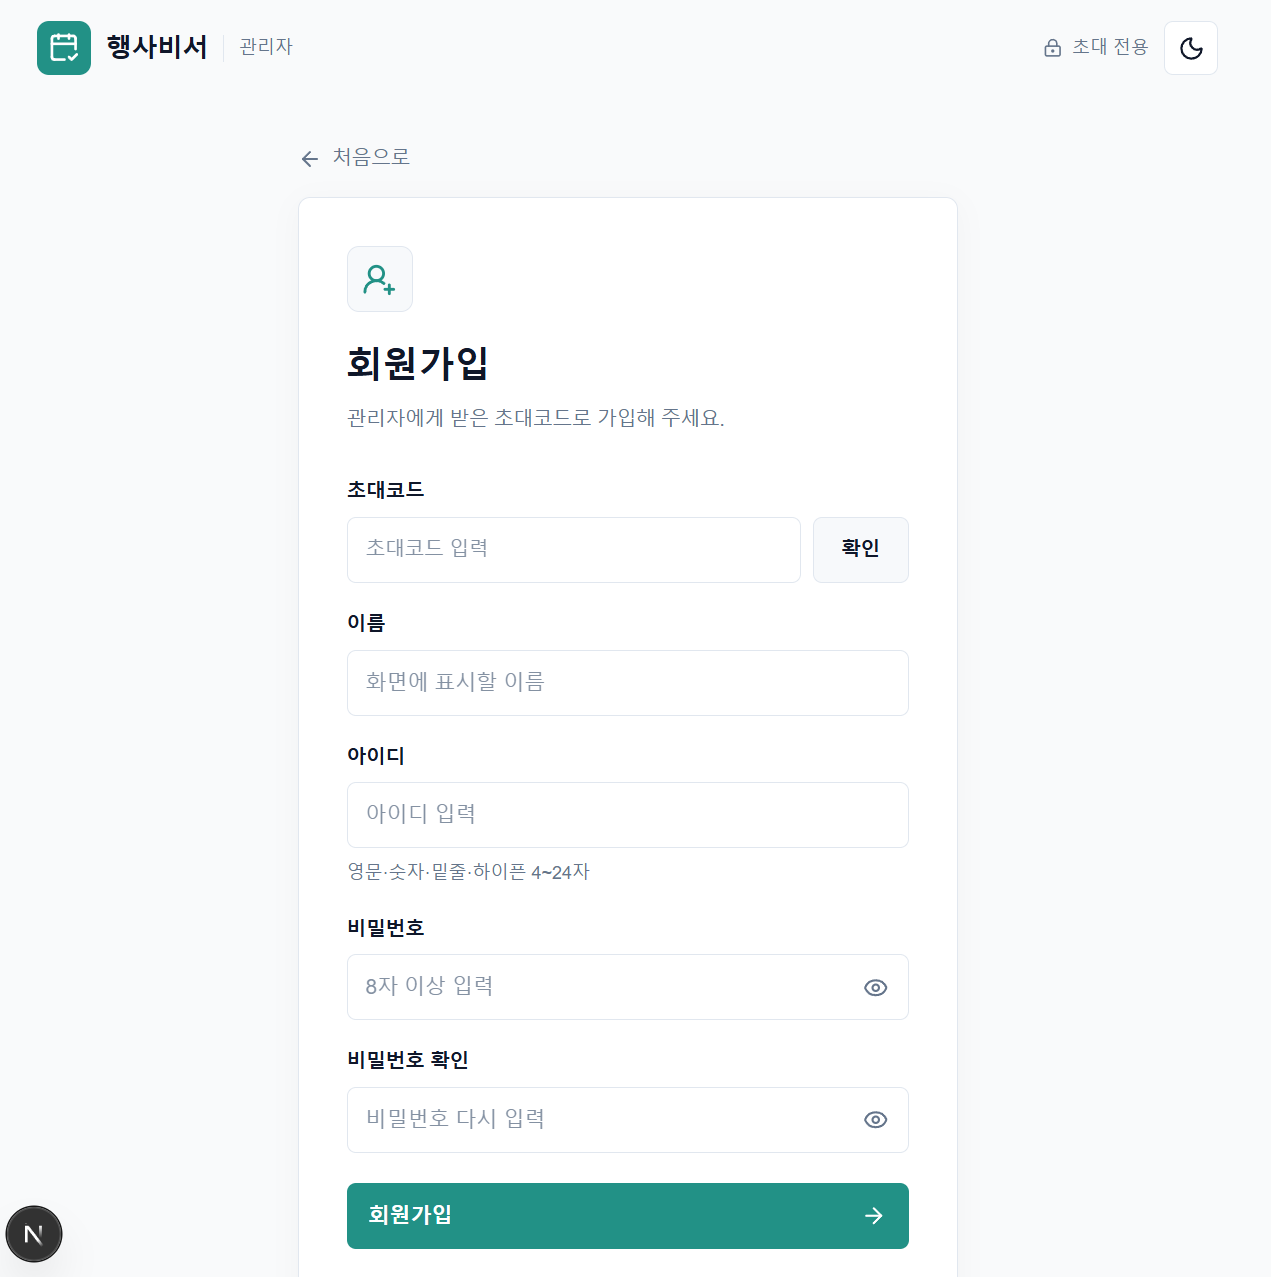 행사비서
관리자
초대 전용
처음으로
회원가입
관리자에게 받은 초대코드로 가입해 주세요.
초대코드
초대코드 입력
확인
이름
화면에 표시할 이름
아이디
아이디 입력
영문·숫자·밑줄·하이픈 4~24자
비밀번호
8자 이상 입력
비밀번호 확인
비밀번호 다시 입력
회원가입
N